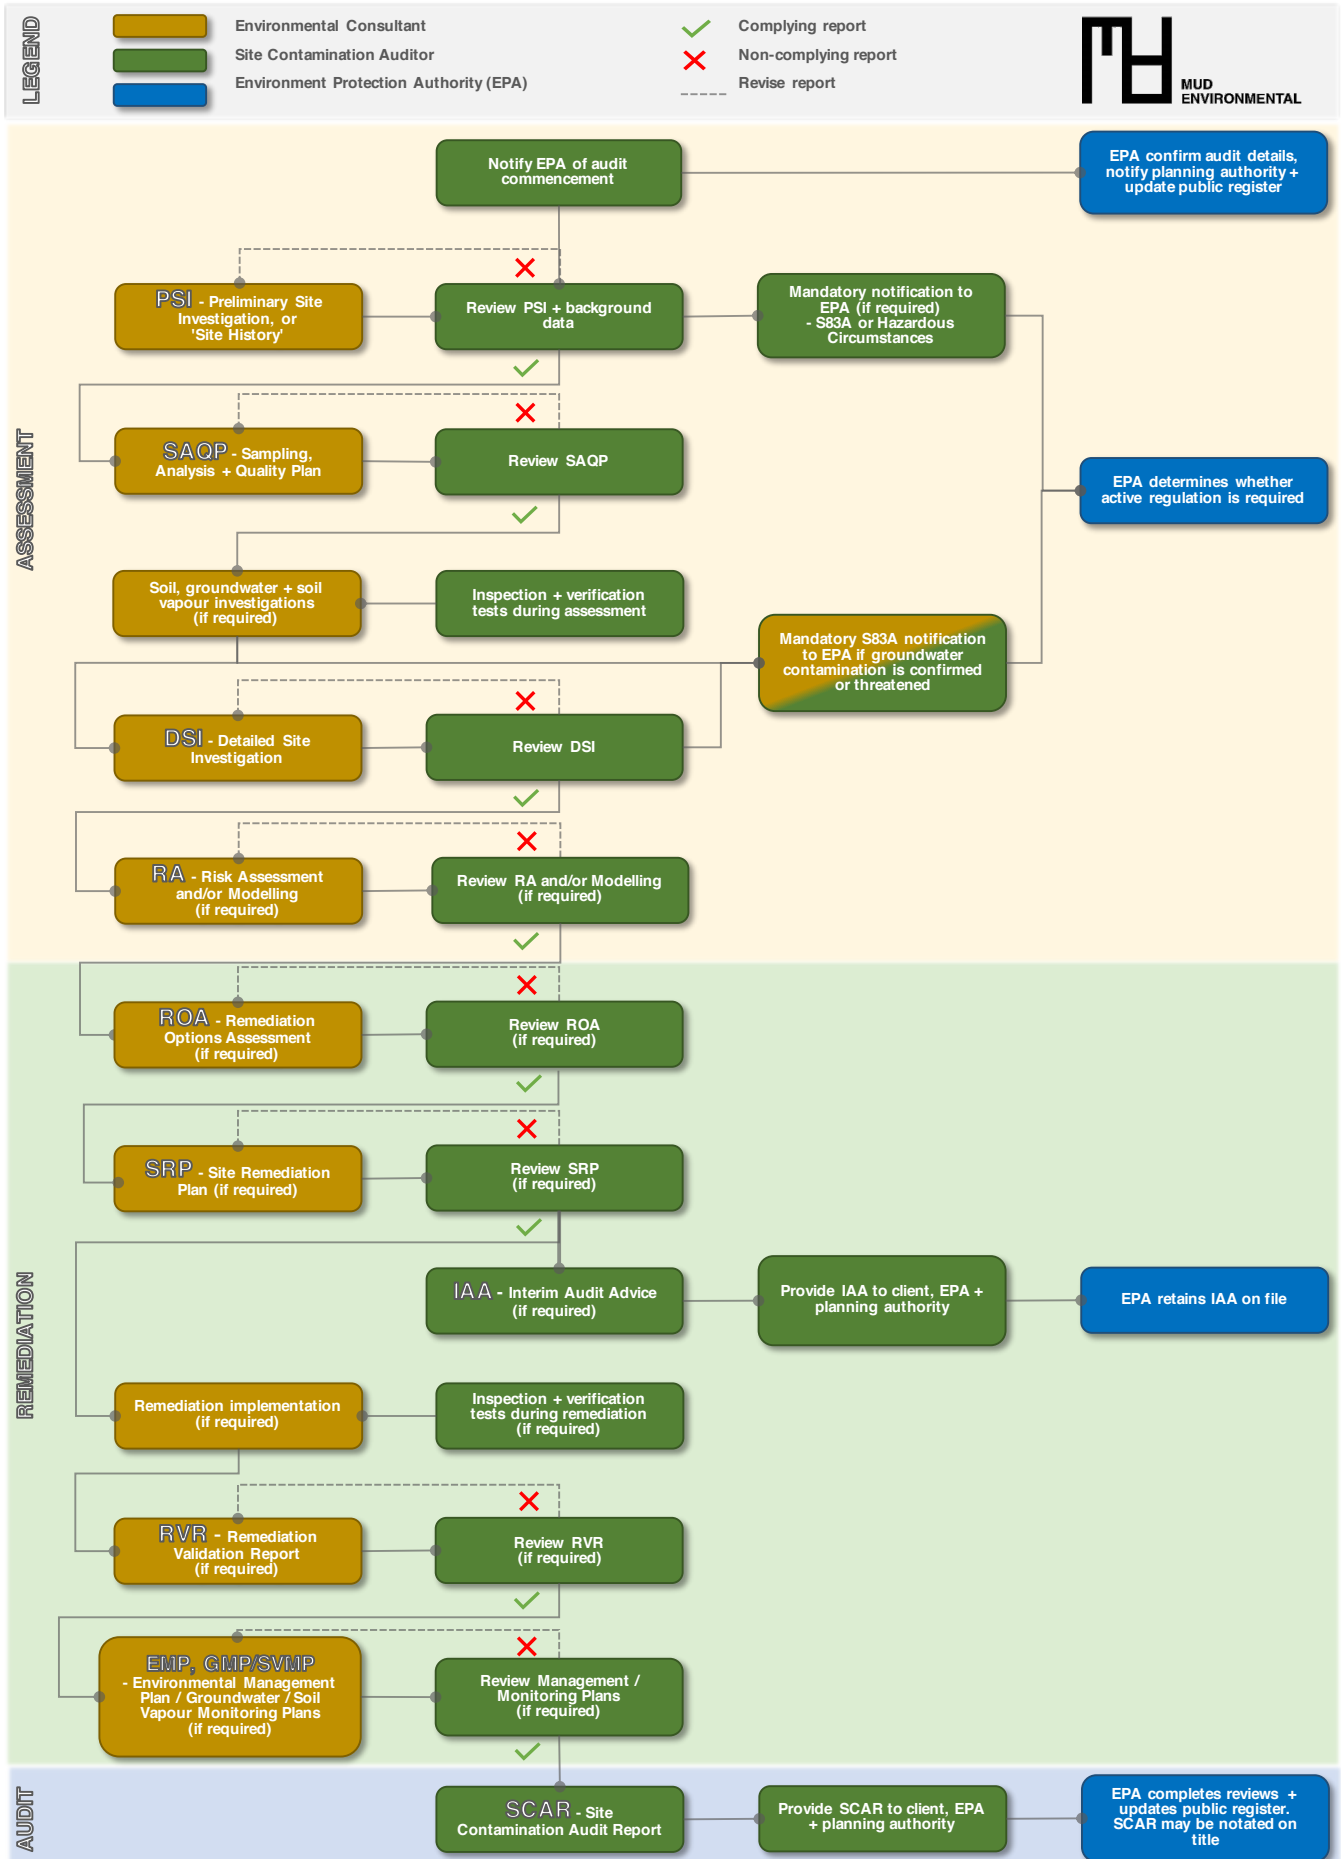 LEGEND
Environmental Consultant
Site Contamination Auditor
Environment Protection Authority (EPA)
Complying report
Non-complying report
Revise report
MUD
ENVIRONMENTAL
ASSESSMENT
Notify EPA of audit
commencement
EPA confirm audit details,
notify planning authority +
update public register
PSI - Preliminary Site
Investigation, or
'Site History'
Review PSI + background
data
Mandatory notification to
EPA (if required)
- S83A or Hazardous
Circumstances
SAQP - Sampling,
Analysis + Quality Plan
Review SAQP
EPA determines whether
active regulation is required
Soil, groundwater + soil
vapour investigations
(if required)
Inspection + verification
tests during assessment
Mandatory S83A notification
to EPA if groundwater
contamination is confirmed
or threatened
DSI - Detailed Site
Investigation
Review DSI
RA - Risk Assessment
and/or Modelling
(if required)
Review RA and/or Modelling
(if required)
REMEDIATION
ROA - Remediation
Options Assessment
(if required)
Review ROA
(if required)
SRP - Site Remediation
Plan (if required)
Review SRP
(if required)
IAA - Interim Audit Advice
(if required)
Provide IAA to client, EPA +
planning authority
EPA retains IAA on file
Remediation implementation
(if required)
Inspection + verification
tests during remediation
(if required)
RVR - Remediation
Validation Report
(if required)
Review RVR
(if required)
EMP, GMP/SVMP
- Environmental Management
Plan / Groundwater / Soil
Vapour Monitoring Plans
(if required)
Review Management /
Monitoring Plans
(if required)
AUDIT
SCAR - Site
Contamination Audit Report
Provide SCAR to client, EPA
+ planning authority
EPA completes reviews +
updates public register.
SCAR may be notated on
title